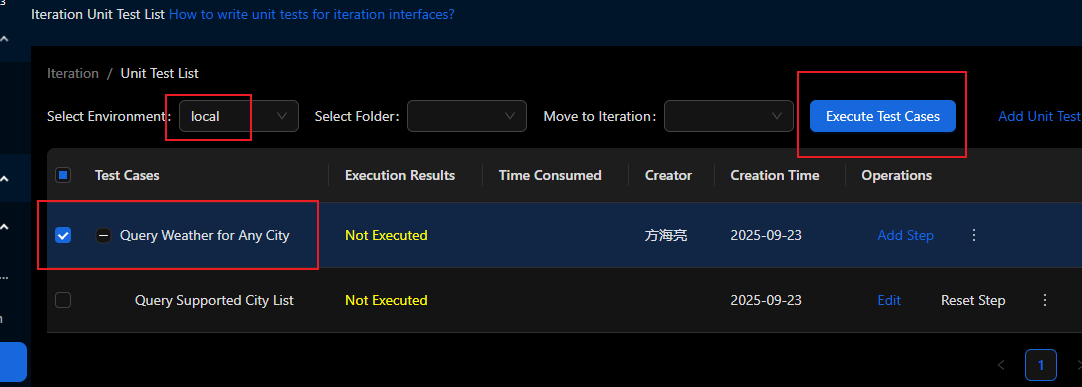 Iteration Unit Test List How to write unit tests for iteration interfaces?
Iteration / Unit Test List
Select Environment: local Select Folder: Move to Iteration: Execute Test Cases Add Unit Test
Test Cases Execution Results Time Consumed Creator Creation Time Operations
Query Weather for Any City Not Executed 方海亮 2025-09-23 Add Step
Query Supported City List Not Executed 2025-09-23 Edit Reset Step
1